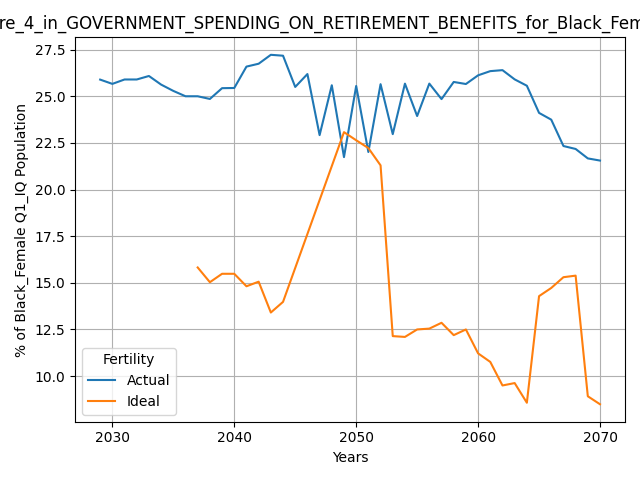 re_4_in_GOVERNMENT_SPENDING_ON_RETIREMENT_BENEFITS_for_Black_Fem
27.5
25.0
22.5
20.0
17.5
15.0
12.5
10.0
% of Black_Female Q1_IQ Population
Fertility
Actual
Ideal
2030 2040 2050 2060 2070
Years